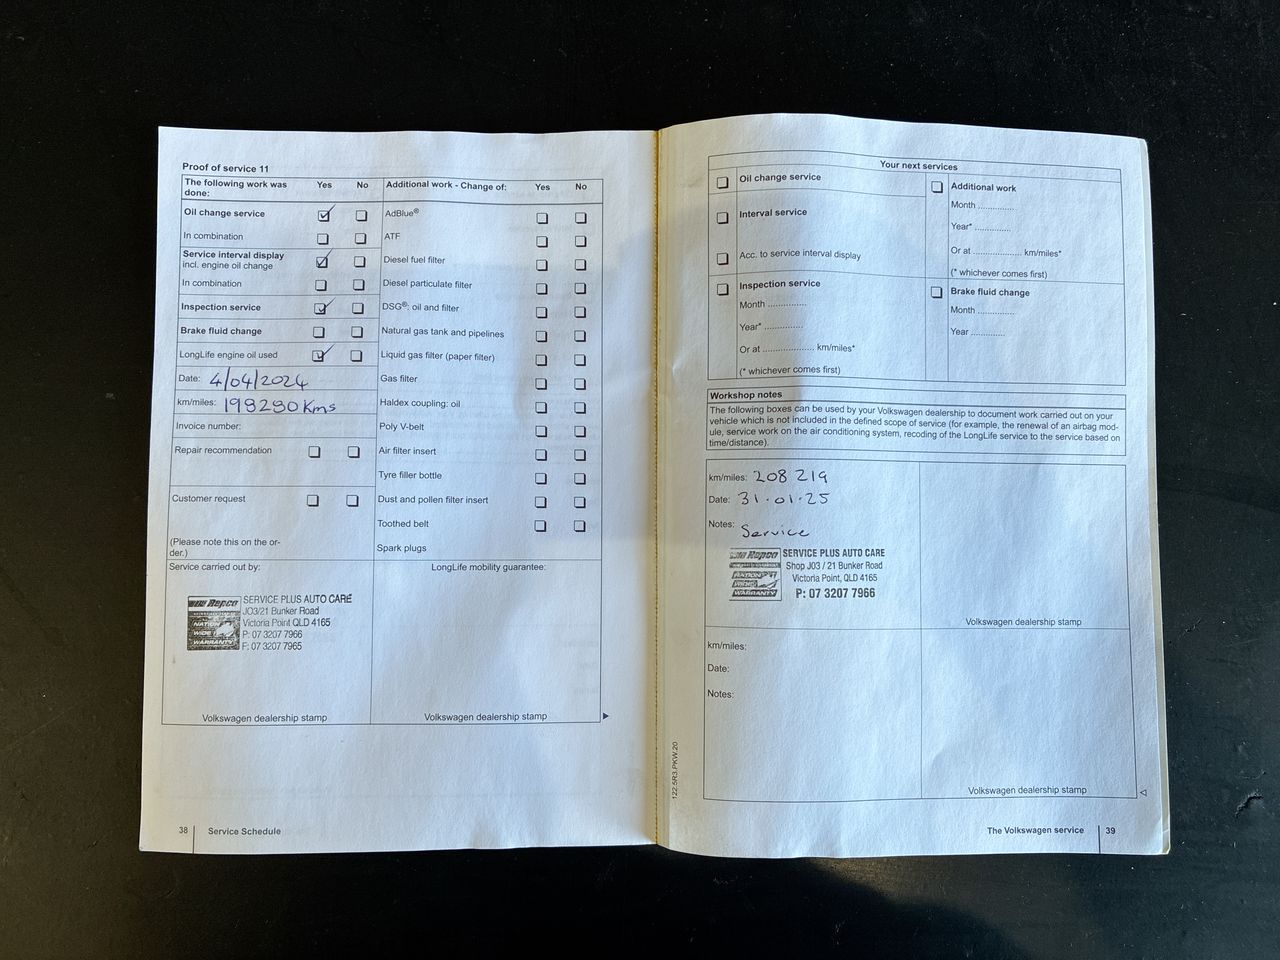 Proof of service 11
The following work was done: Yes No
Oil change service
In combination
Service interval display
incl. engine oil change
In combination
Inspection service
Brake fluid change
LongLife engine oil used
Date: 4/04/2024
km/miles: 198290 Kms
Invoice number:
Repair recommendation
Customer request
(Please note this on the or-
der.)
Additional work - Change of: Yes No
AdBlue®
ATF
Diesel fuel filter
Diesel particulate filter
DSG®: oil and filter
Natural gas tank and pipelines
Liquid gas filter (paper filter)
Gas filter
Haldex coupling: oil
Poly V-belt
Air filter insert
Tyre filler bottle
Dust and pollen filter insert
Toothed belt
Spark plugs
Service carried out by:
Repco
NATION
WIDE
WARRANTY
SERVICE PLUS AUTO CARE
JO3/21 Bunker Road
Victoria Point QLD 4165
P: 07 3207 7966
F: 07 3207 7965
Volkswagen dealership stamp
LongLife mobility guarantee:
Volkswagen dealership stamp
38 Service Schedule
Your next services
Oil change service
Interval service
Acc. to service interval display
Inspection service
Month ..............
Year* ..............
Or at ................... km/miles*
(* whichever comes first)
Additional work
Month .............
Year* .............
Or at .................. km/miles*
(* whichever comes first)
Brake fluid change
Month .............
Year ............
Workshop notes
The following boxes can be used by your Volkswagen dealership to document work carried out on your
vehicle which is not included in the defined scope of service (for example, the renewal of an airbag mod-
ule, service work on the air conditioning system, recoding of the LongLife service to the service based on
time/distance).
km/miles: 208 219
Date: 31·01·25
Notes: Service
Repco
NATION
WIDE
WARRANTY
SERVICE PLUS AUTO CARE
Shop J03 / 21 Bunker Road
Victoria Point, QLD 4165
P: 07 3207 7966
Volkswagen dealership stamp
km/miles:
Date:
Notes:
Volkswagen dealership stamp
122.5R3.PKW.20
The Volkswagen service 39